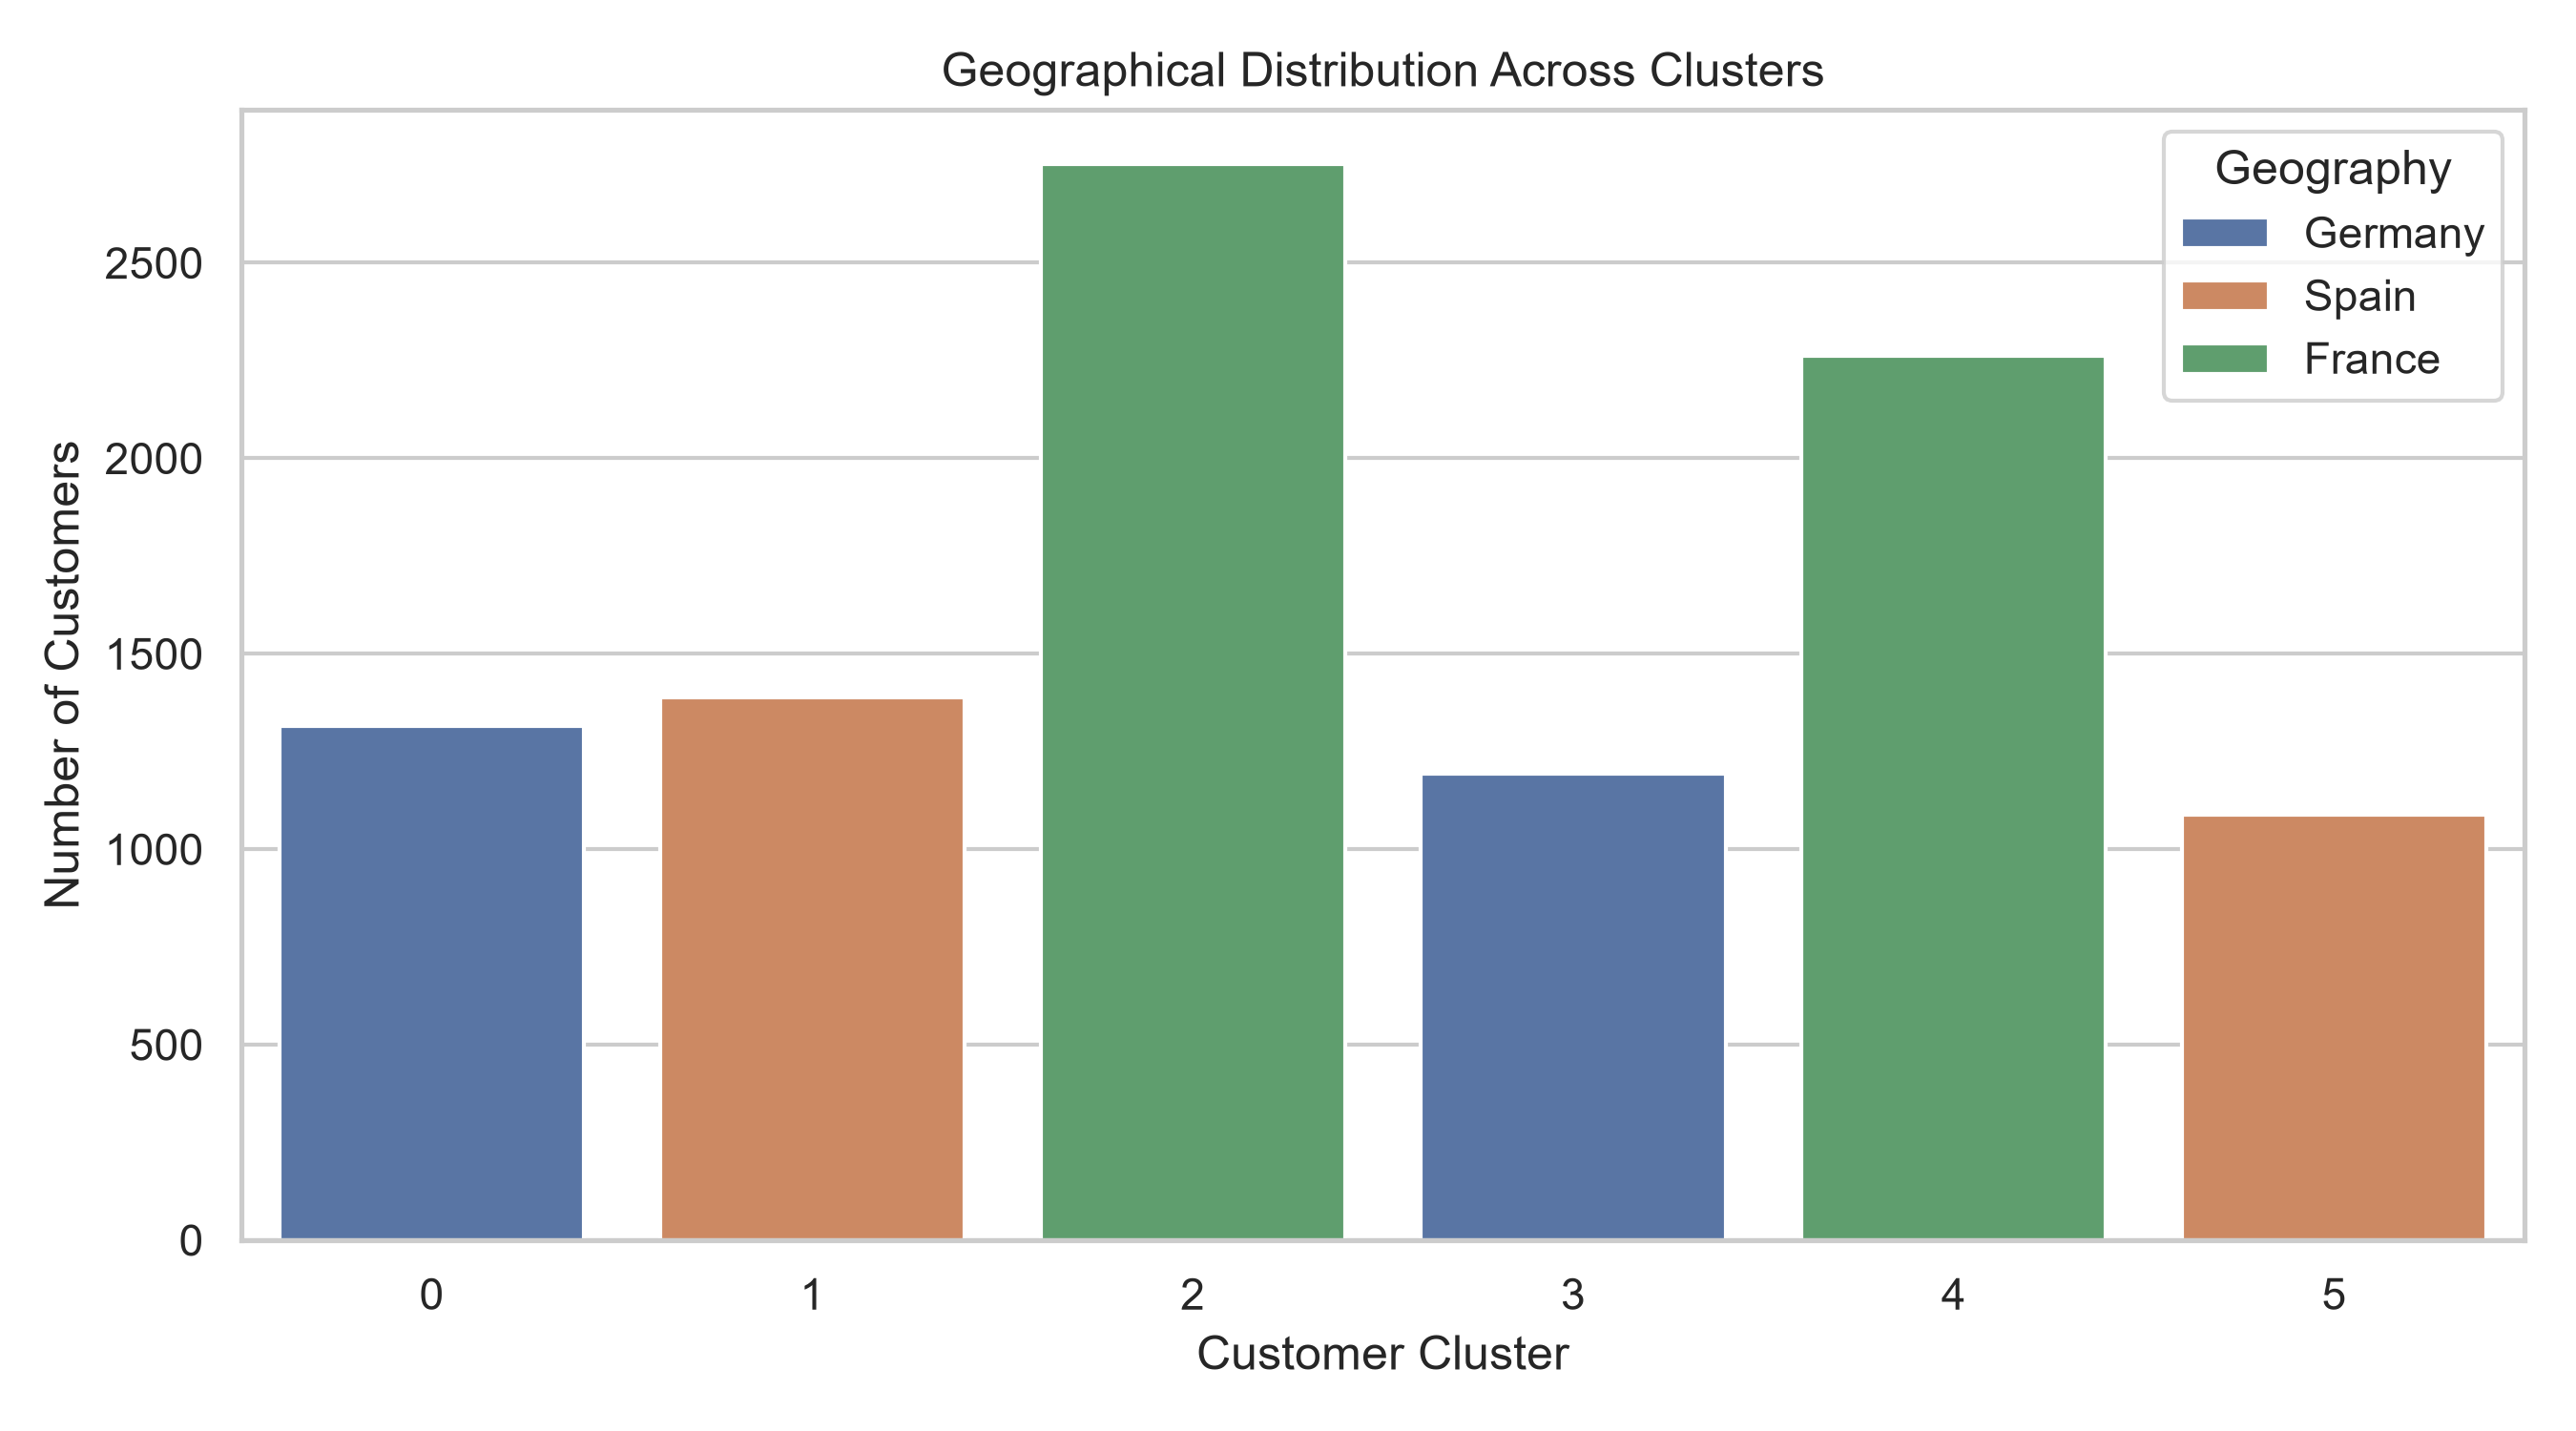 Geographical Distribution Across Clusters
Geography
Germany
Spain
France
Number of Customers
2500
2000
1500
1000
500
0
0 1 2 3 4 5
Customer Cluster